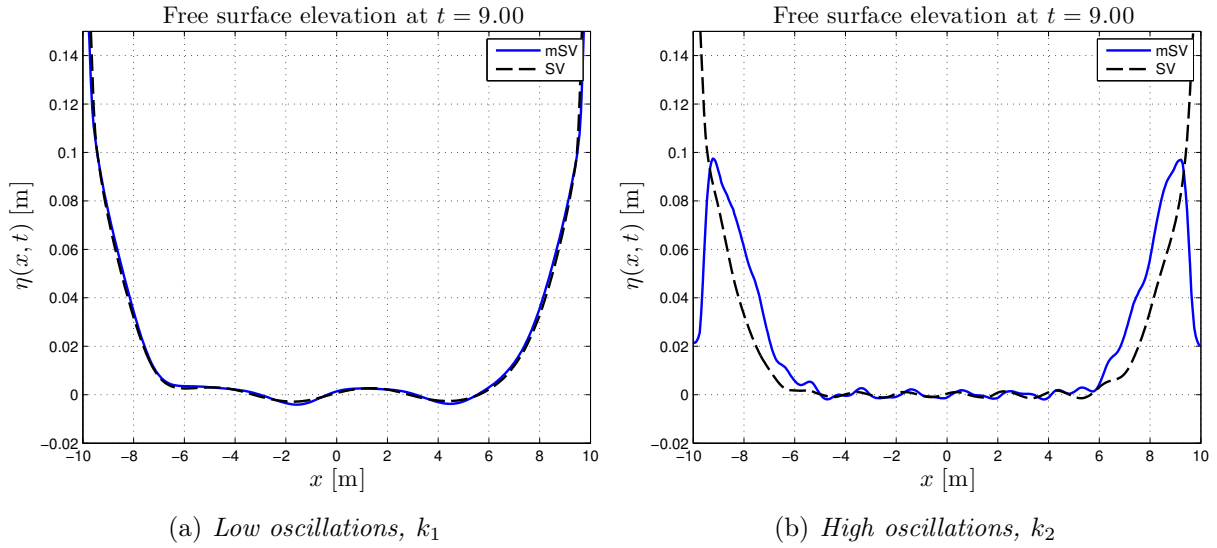 Free surface elevation at t = 9.00
mSV
SV
0.14
0.12
0.1
0.08
0.06
0.04
0.02
0
−0.02
η(x, t) [m]
−10 −8 −6 −4 −2 0 2 4 6 8 10
x [m]
(a) Low oscillations, k₁
Free surface elevation at t = 9.00
mSV
SV
0.14
0.12
0.1
0.08
0.06
0.04
0.02
0
−0.02
η(x, t) [m]
−10 −8 −6 −4 −2 0 2 4 6 8 10
x [m]
(b) High oscillations, k₂